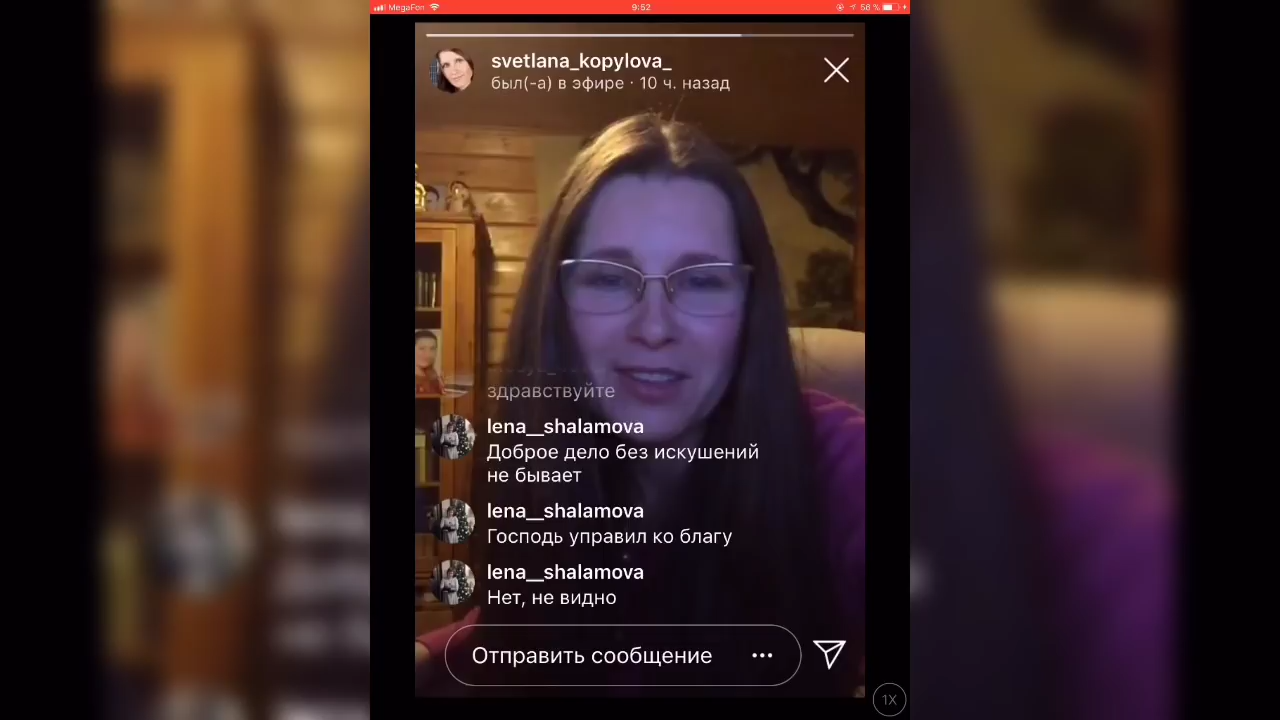 MegaFon
9:52
58 %
svetlana_kopylova_
был(-а) в эфире · 10 ч. назад
здравствуйте
lena__shalamova
Доброе дело без искушений
не бывает
lena__shalamova
Господь управил ко благу
lena__shalamova
Нет, не видно
Отправить сообщение
1X